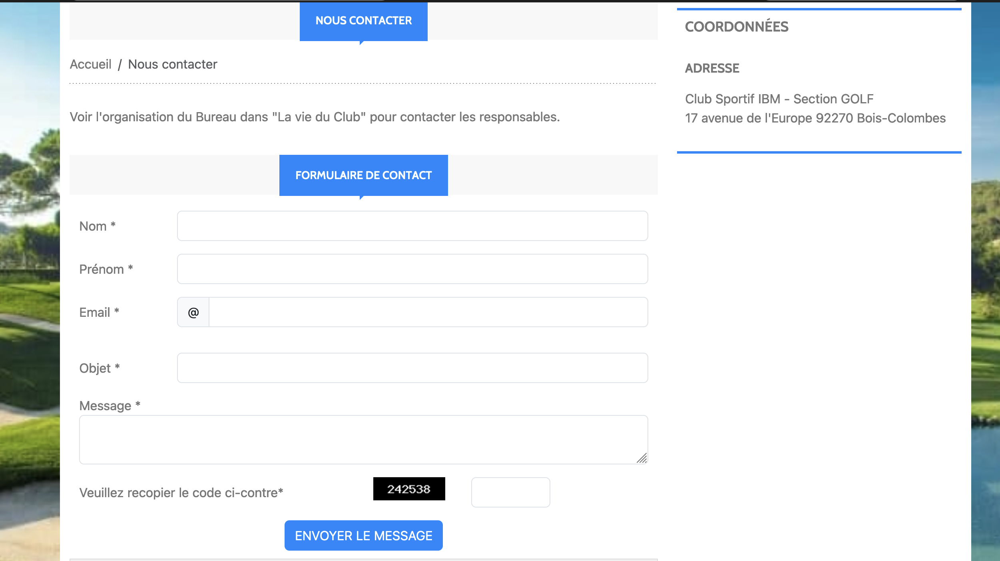 NOUS CONTACTER
Accueil / Nous contacter
Voir l'organisation du Bureau dans "La vie du Club" pour contacter les responsables.
FORMULAIRE DE CONTACT
Nom *
Prénom *
Email *
@
Objet *
Message *
Veuillez recopier le code ci-contre*
242538
ENVOYER LE MESSAGE
COORDONNÉES
ADRESSE
Club Sportif IBM - Section GOLF
17 avenue de l'Europe 92270 Bois-Colombes